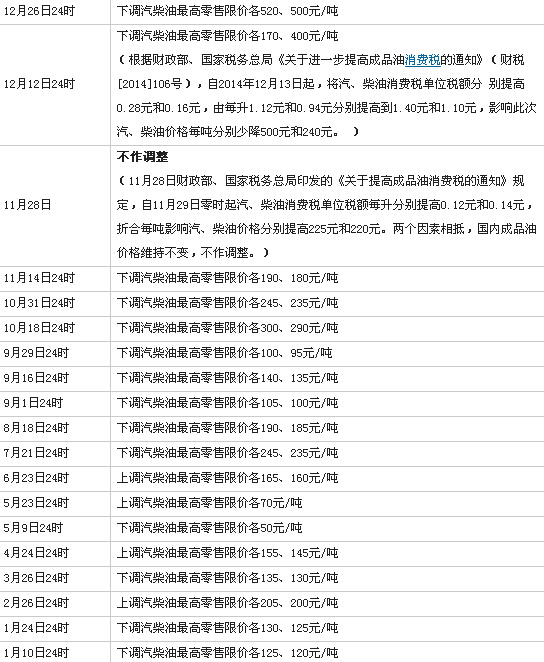 12月26日24时 下调汽柴油最高零售限价各520、500元/吨
下调汽柴油最高零售限价各170、400元/吨
（根据财政部、国家税务总局《关于进一步提高成品油消费税的通知》（财税
12月12日24时 [2014]106号），自2014年12月13日起，将汽、柴油消费税单位税额分 别提高
0.28元和0.16元，由每升1.12元和0.94元分别提高到1.40元和1.10元，影响此次
汽、柴油价格每吨分别少降500元和240元。 ）
不作调整
（11月28日财政部、国家税务总局印发的《关于提高成品油消费税的通知》规
11月28日 定，自11月29日零时起汽、柴油消费税单位税额每升分别提高0.12元和0.14元，
折合每吨影响汽、柴油价格分别提高225元和220元。两个因素相抵，国内成品油
价格维持不变，不作调整。）
11月14日24时 下调汽柴油最高零售限价各190、180元/吨
10月31日24时 下调汽柴油最高零售限价各245、235元/吨
10月18日24时 下调汽柴油最高零售限价各300、290元/吨
9月29日24时 下调汽柴油最高零售限价各100、95元/吨
9月16日24时 下调汽柴油最高零售限价各140、135元/吨
9月1日24时 下调汽柴油最高零售限价各105、100元/吨
8月18日24时 下调汽柴油最高零售限价各190、185元/吨
7月21日24时 下调汽柴油最高零售限价各245、235元/吨
6月23日24时 上调汽柴油最高零售限价各165、160元/吨
5月23日24时 上调汽柴油最高零售限价各70元/吨
5月9日24时 下调汽柴油最高零售限价各50元/吨
4月24日24时 上调汽柴油最高零售限价各155、145元/吨
3月26日24时 下调汽柴油最高零售限价各135、130元/吨
2月26日24时 上调汽柴油最高零售限价各205、200元/吨
1月24日24时 下调汽柴油最高零售限价各130、125元/吨
1月10日24时 下调汽柴油最高零售限价各125、120元/吨